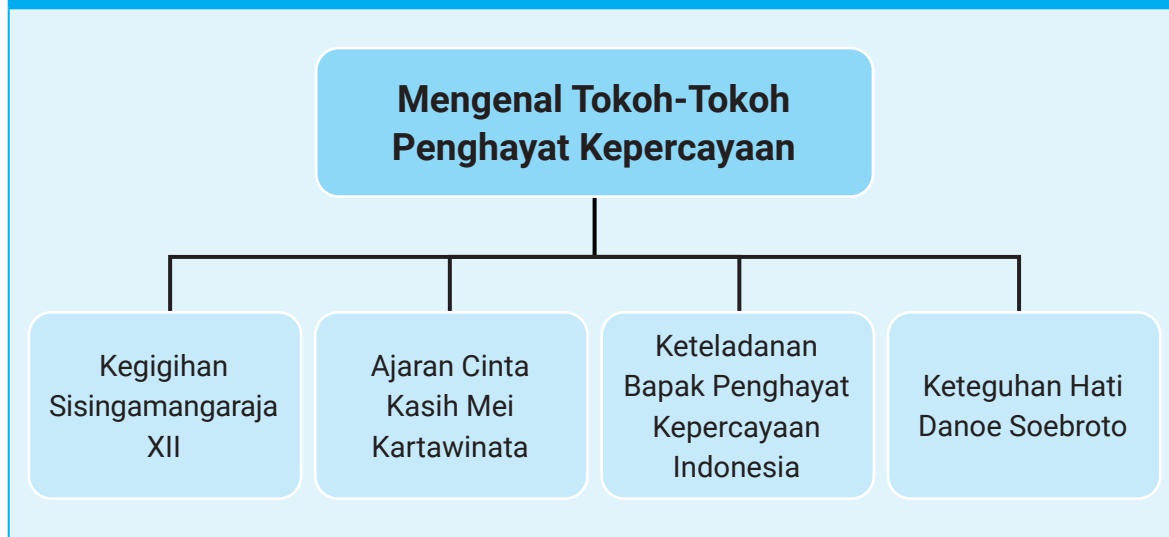 Mengenal Tokoh-Tokoh
Penghayat Kepercayaan
Kegigihan
Sisingamangaraja
XII
Ajaran Cinta
Kasih Mei
Kartawinata
Keteladanan
Bapak Penghayat
Kepercayaan
Indonesia
Keteguhan Hati
Danoe Soebroto